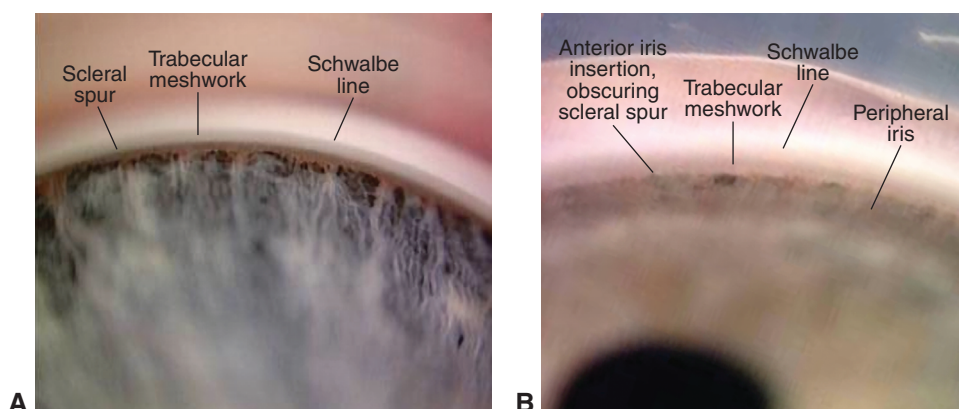 Scleral
spur
Trabecular
meshwork
Schwalbe
line
A
Anterior iris
insertion,
obscuring
scleral spur
Trabecular
meshwork
Schwalbe
line
Peripheral
iris
B